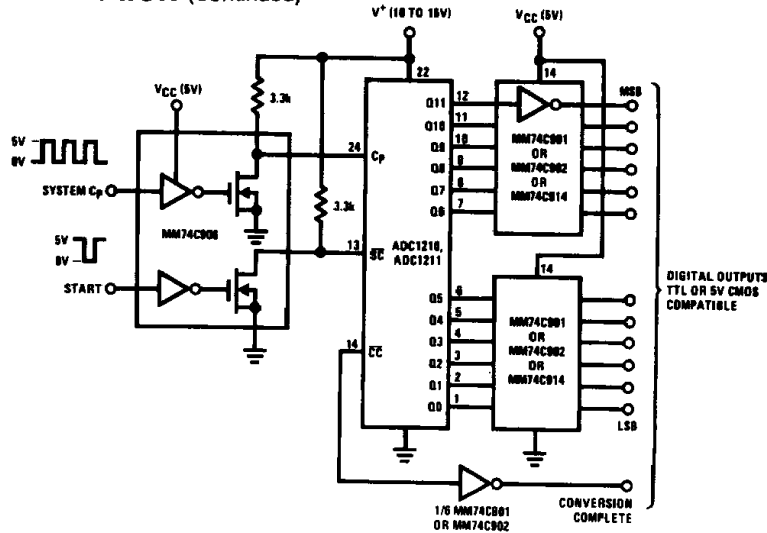 (Continued)
V+ (10 TO 15V)
VCC (5V)
22
14
3.3k
VCC (5V)
12
Q11
MSB
11
Q10
10
Q9
9
Q8
8
Q7
7
Q6
MM74C901
OR
MM74C902
OR
MM74C914
5V
0V
24
CP
SYSTEM CP
3.3k
MM74C906
ADC1210,
ADC1211
5V
0V
13
SC
START
14
DIGITAL OUTPUTS
TTL OR 5V CMOS
COMPATIBLE
6
Q5
5
Q4
4
Q3
3
Q2
2
Q1
1
Q0
MM74C901
OR
MM74C902
OR
MM74C914
LSB
14
CC
1/6 MM74C901
OR MM74C902
CONVERSION
COMPLETE